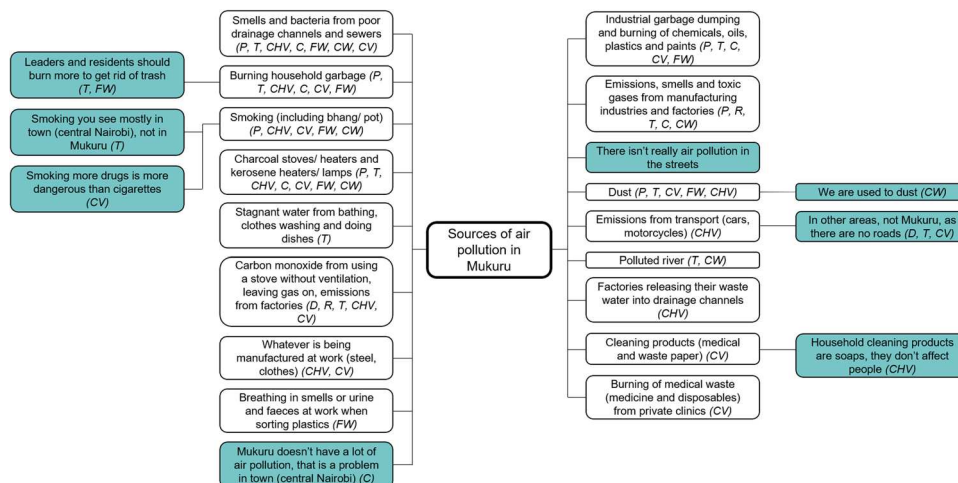 Smells and bacteria from poor
drainage channels and sewers
(P, T, CHV, C, FW, CW, CV)
Leaders and residents should
burn more to get rid of trash
(T, FW)
Burning household garbage (P,
T, CHV, C, CV, FW)
Smoking you see mostly in
town (central Nairobi), not in
Mukuru (T)
Smoking (including bhang/ pot)
(P, CHV, CV, FW, CW)
Smoking more drugs is more
dangerous than cigarettes
(CV)
Charcoal stoves/ heaters and
kerosene heaters/ lamps (P, T,
CHV, C, CV, FW, CW)
Stagnant water from bathing,
clothes washing and doing
dishes (T)
Carbon monoxide from using
a stove without ventilation,
leaving gas on, emissions
from factories (D, R, T, CHV,
CV)
Whatever is being
manufactured at work (steel,
clothes) (CHV, CV)
Breathing in smells or urine
and faeces at work when
sorting plastics (FW)
Mukuru doesn't have a lot of
air pollution, that is a problem
in town (central Nairobi) (C)
Sources of air
pollution in
Mukuru
Industrial garbage dumping
and burning of chemicals, oils,
plastics and paints (P, T, C,
CV, FW)
Emissions, smells and toxic
gases from manufacturing
industries and factories (P, R,
T, C, CW)
There isn't really air pollution in
the streets
Dust (P, T, CV, FW, CHV)
We are used to dust (CW)
Emissions from transport (cars,
motorcycles) (CHV)
In other areas, not Mukuru, as
there are no roads (D, T, CV)
Polluted river (T, CW)
Factories releasing their waste
water into drainage channels
(CHV)
Cleaning products (medical
and waste paper) (CV)
Household cleaning products
are soaps, they don't affect
people (CHV)
Burning of medical waste
(medicine and disposables)
from private clinics (CV)